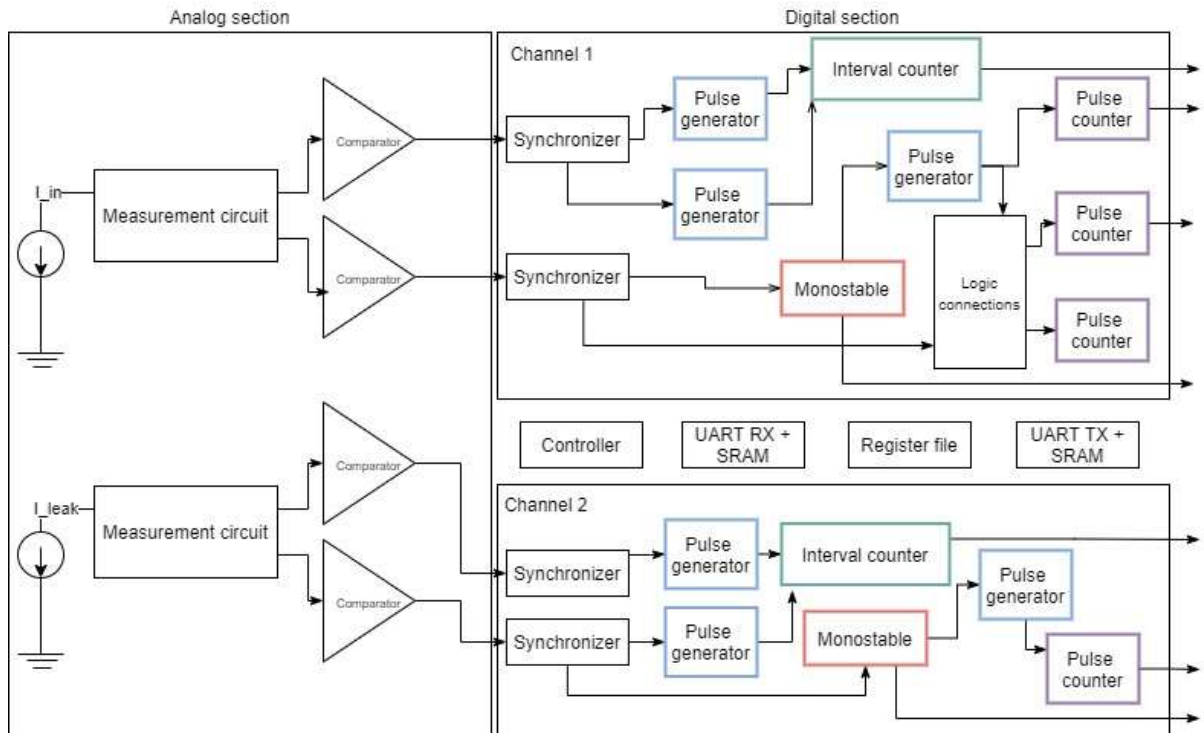 Analog section
Digital section
Channel 1
Interval counter
Pulse
generator
Pulse
counter
Comparator
Synchronizer
Pulse
generator
I_in
Measurement circuit
Pulse
generator
Pulse
counter
Comparator
Synchronizer
Monostable
Logic
connections
Pulse
counter
Controller
UART RX +
SRAM
Register file
UART TX +
SRAM
Comparator
Channel 2
I_leak
Measurement circuit
Pulse
generator
Interval counter
Synchronizer
Pulse
generator
Comparator
Synchronizer
Pulse
generator
Monostable
Pulse
counter